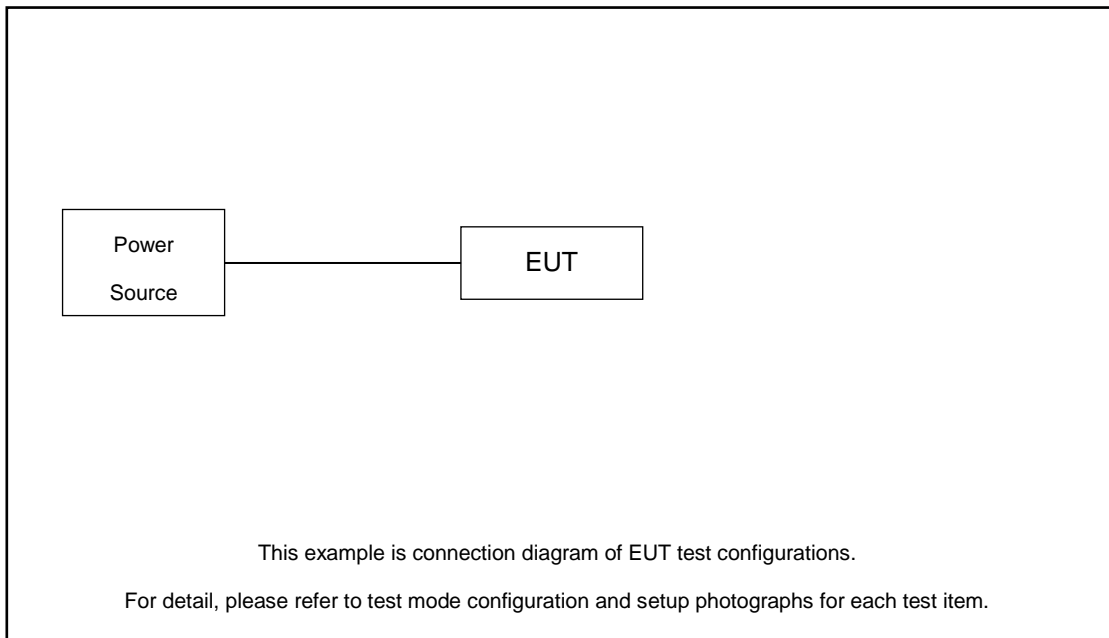 Power
Source
EUT
This example is connection diagram of EUT test configurations.
For detail, please refer to test mode configuration and setup photographs for each test item.